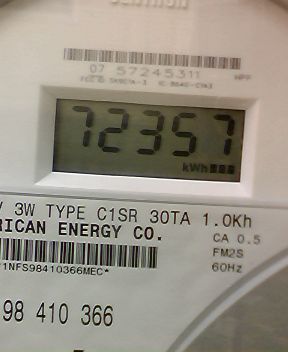 07 57245311
72357
kWh
3W TYPE C1SR 30TA 1.0Kh
RICAN ENERGY CO.
CA 0.5
FM2S
60Hz
1NFS98410366MEC*
98 410 366